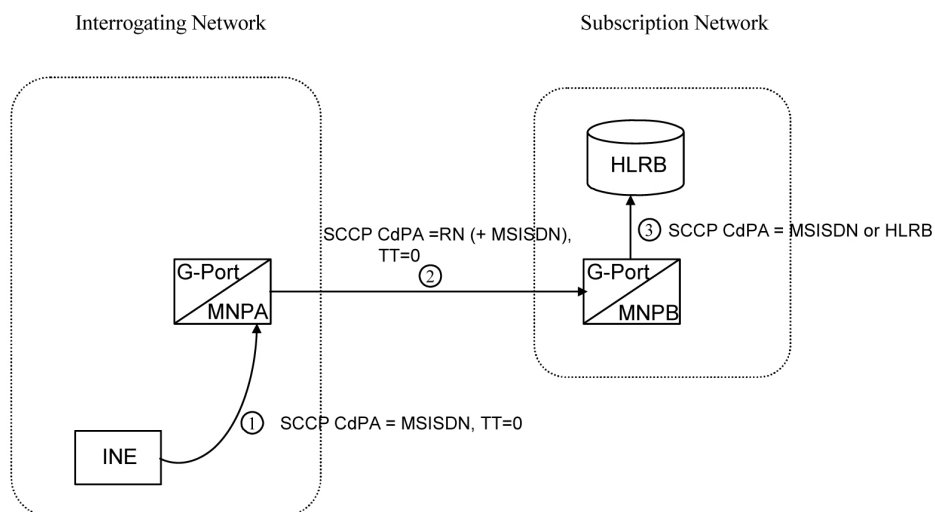 Interrogating Network
Subscription Network
HLRB
SCCP CdPA =RN (+ MSISDN),
TT=0
2
3 SCCP CdPA = MSISDN or HLRB
G-Port
MNPA
G-Port
MNPB
1 SCCP CdPA = MSISDN, TT=0
INE